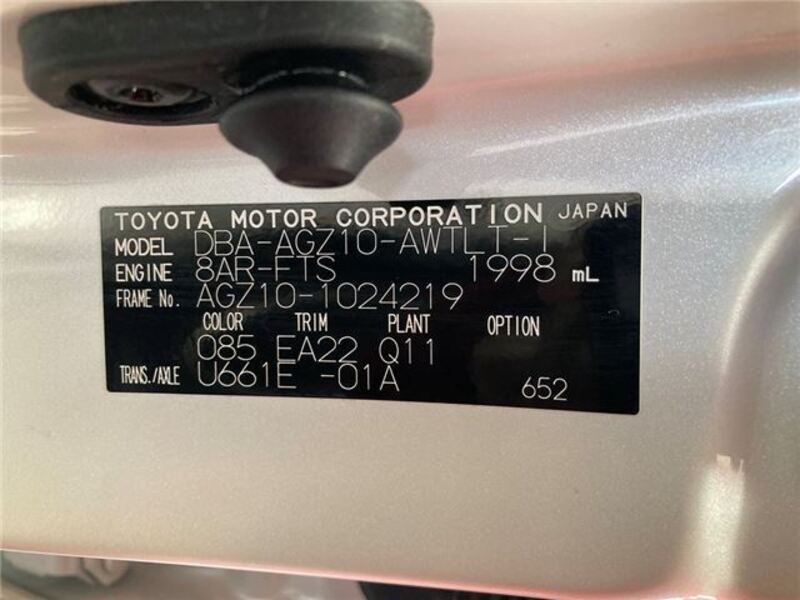 TOYOTA MOTOR CORPORATION JAPAN
MODEL DBA-AGZ10-AWTLT-I
ENGINE 8AR-FTS 1998 mL
FRAME No. AGZ10-1024219
COLOR TRIM PLANT OPTION
085 EA22 Q11
TRANS./AXLE U661E -01A 652